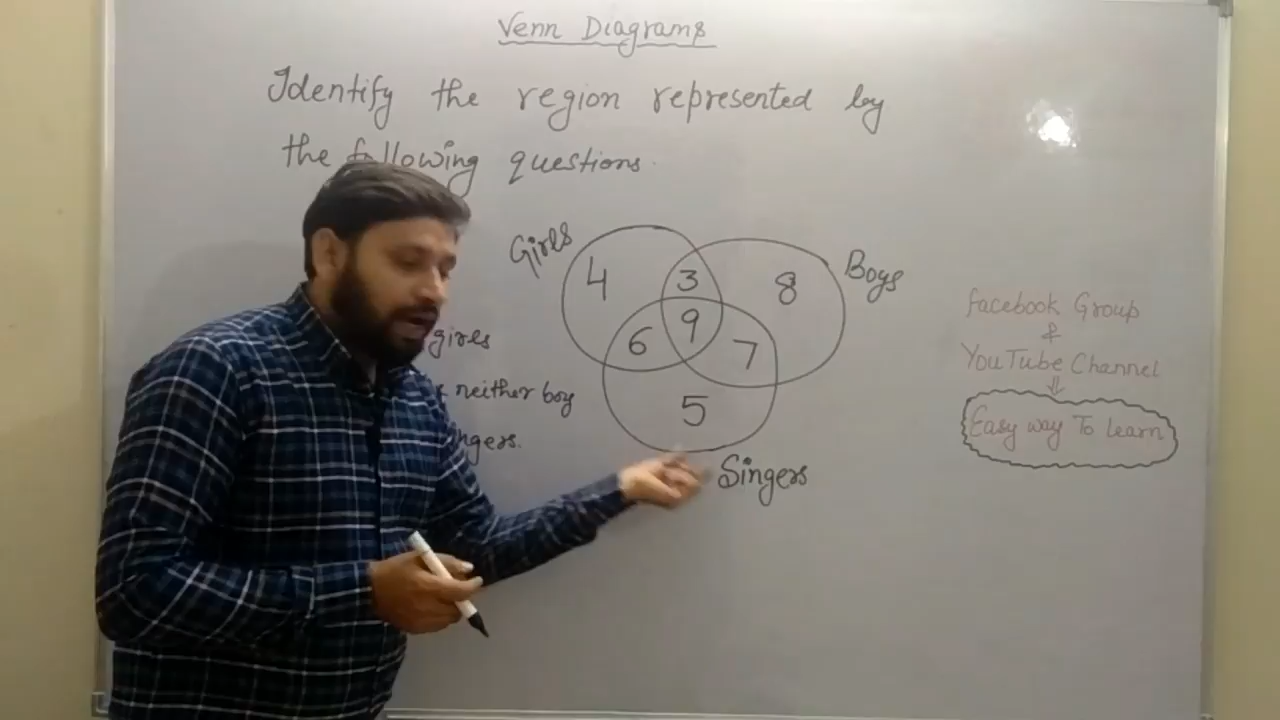 Venn Diagrams
Identify the region represented by
the following questions.
Girls
Boys
4
3
8
9
6
7
5
Singers
girls
neither boy
Facebook Group
&
YouTube Channel
⇓
Easy way To Learn